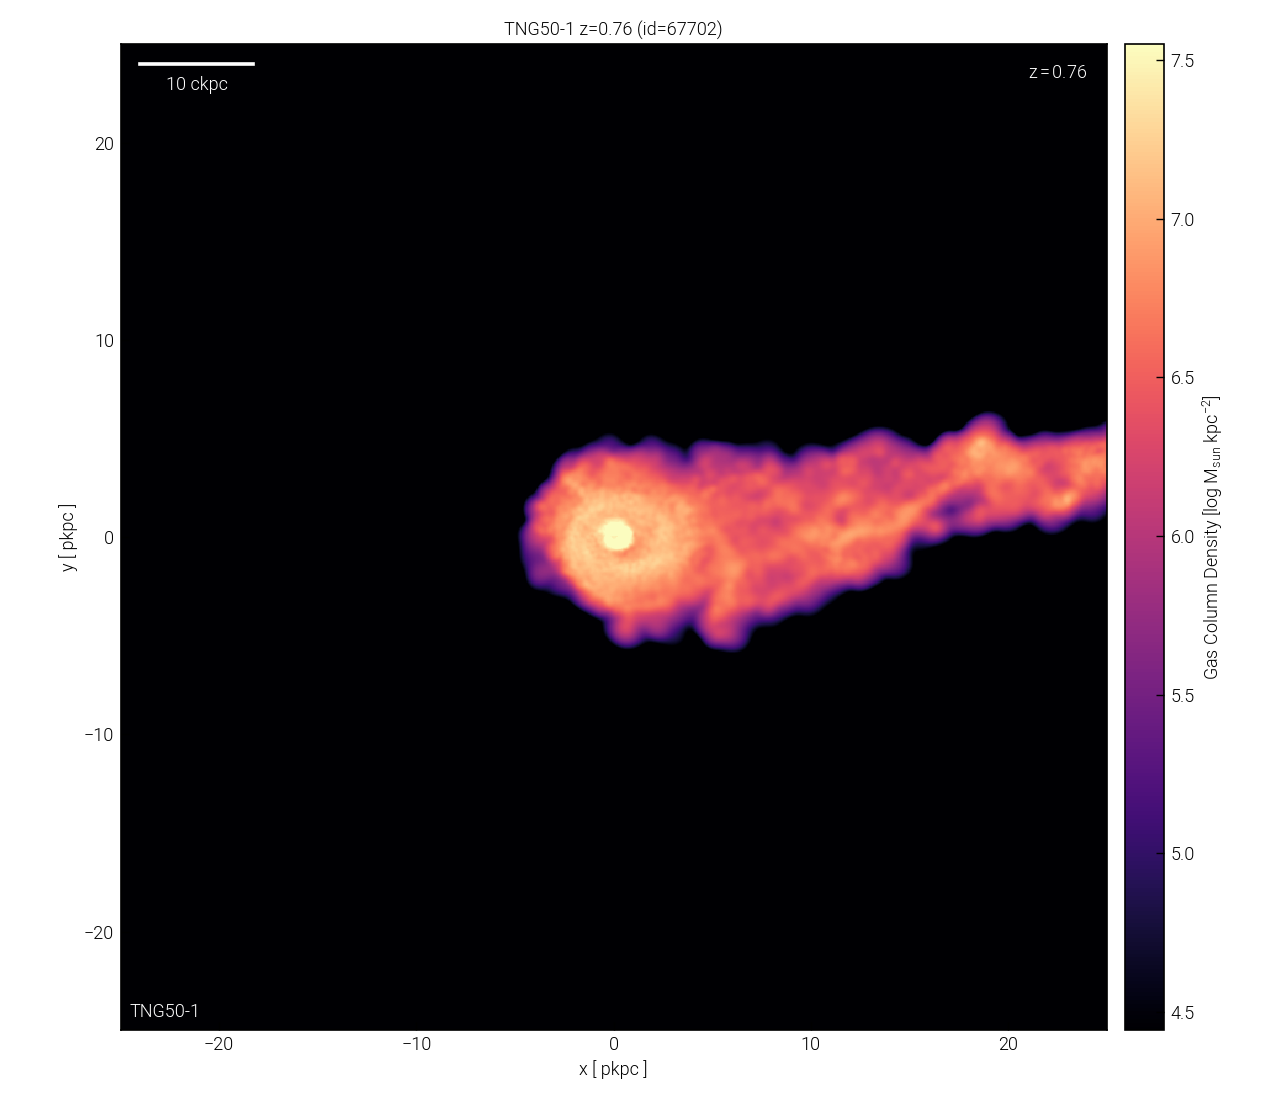 TNG50-1 z=0.76 (id=67702)
10 ckpc
z=0.76
TNG50-1
20
10
0
−10
−20
y [ pkpc ]
−20
−10
0
10
20
x [ pkpc ]
7.5
7.0
6.5
6.0
5.5
5.0
4.5
Gas Column Density [log M_sun kpc^−2]